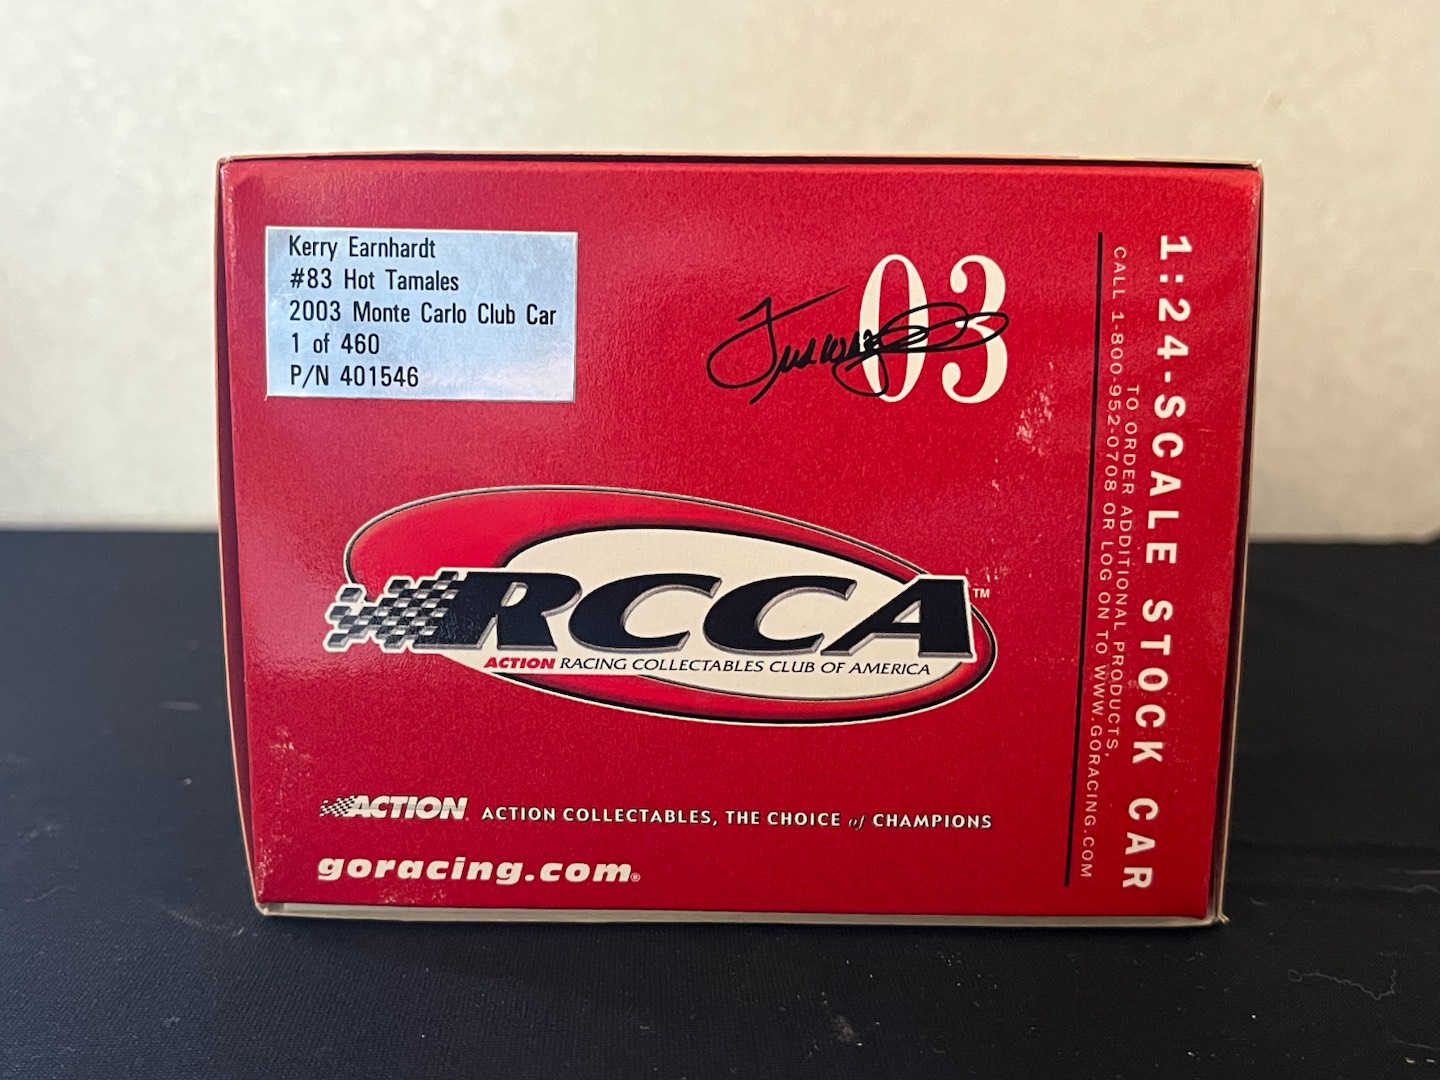 Kerry Earnhardt
#83 Hot Tamales
2003 Monte Carlo Club Car
1 of 460
P/N 401546
03
RCCA™
ACTION RACING COLLECTABLES CLUB OF AMERICA
ACTION ACTION COLLECTABLES, THE CHOICE of CHAMPIONS
goracing.com®
1:24-SCALE STOCK CAR
TO ORDER ADDITIONAL PRODUCTS,
CALL 1-800-952-0708 OR LOG ON TO WWW.GORACING.COM